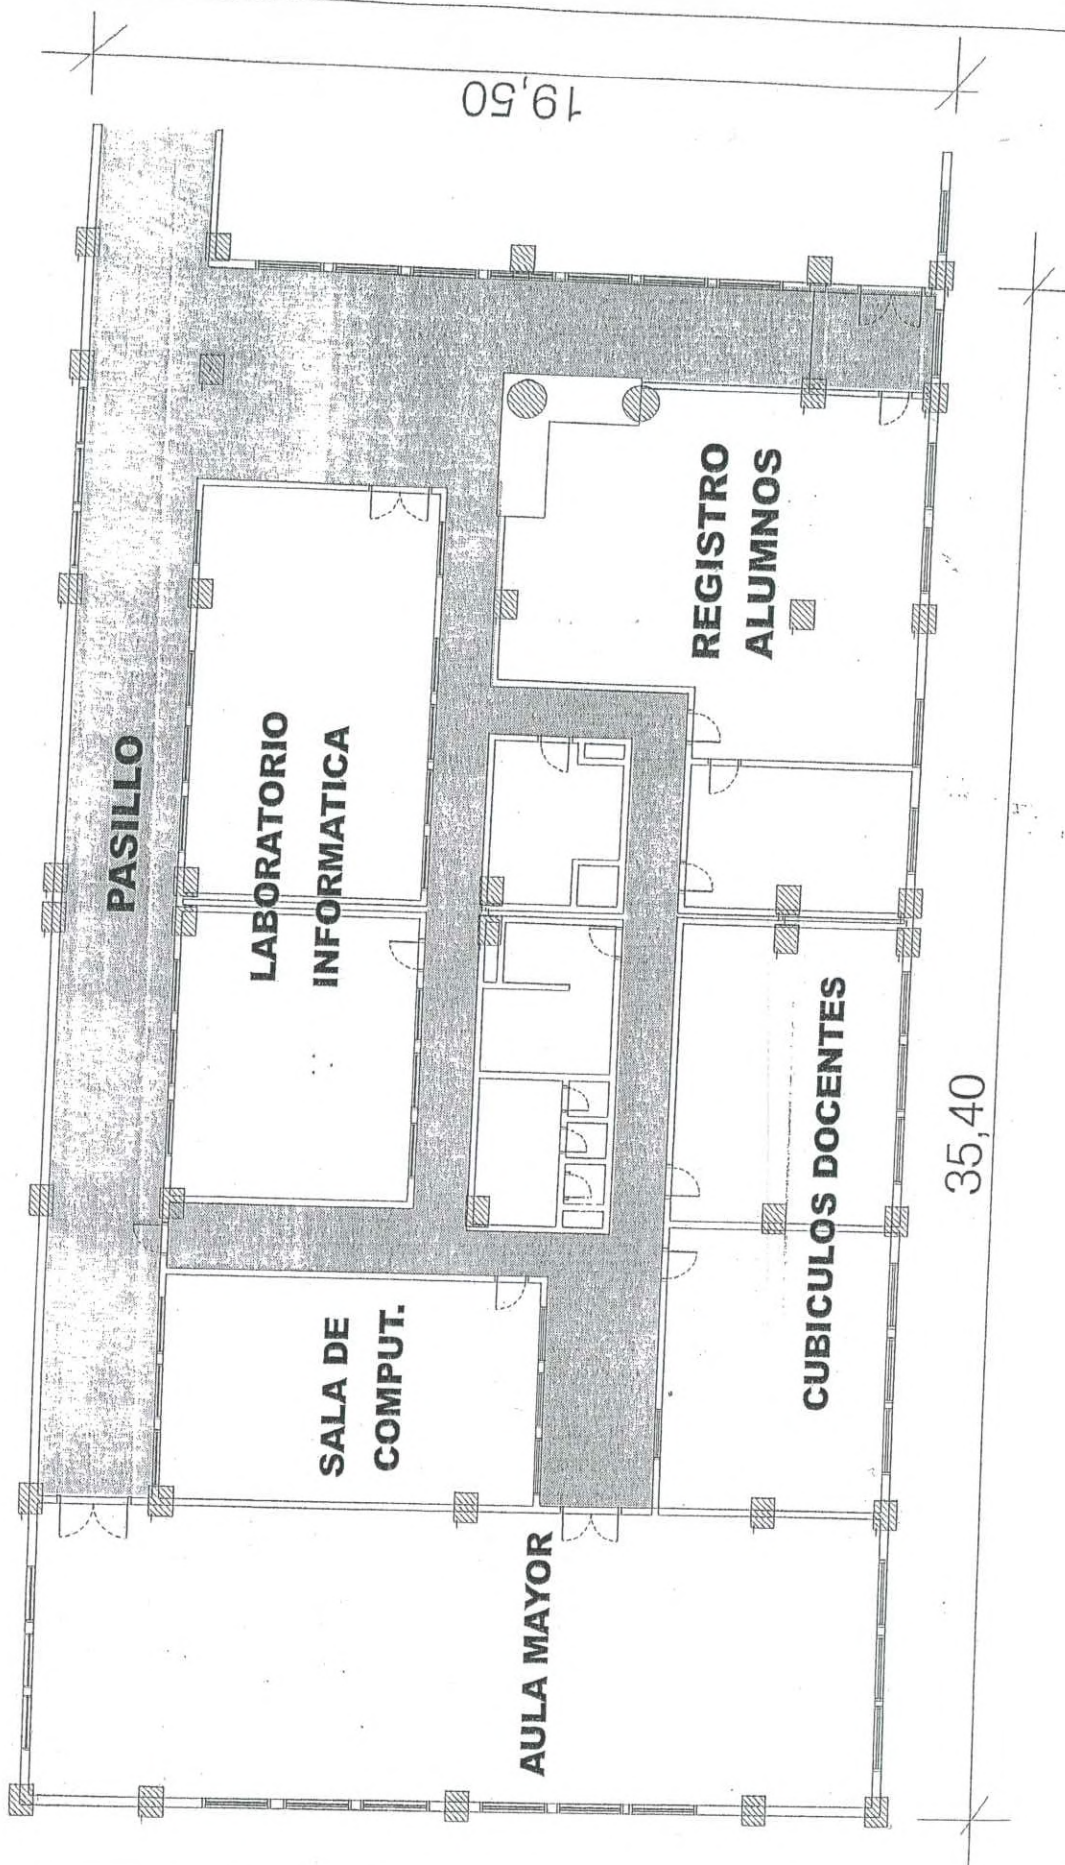 19,50
PASILLO
LABORATORIO
INFORMATICA
REGISTRO
ALUMNOS
SALA DE
COMPUT.
CUBICULOS DOCENTES
AULA MAYOR
35,40